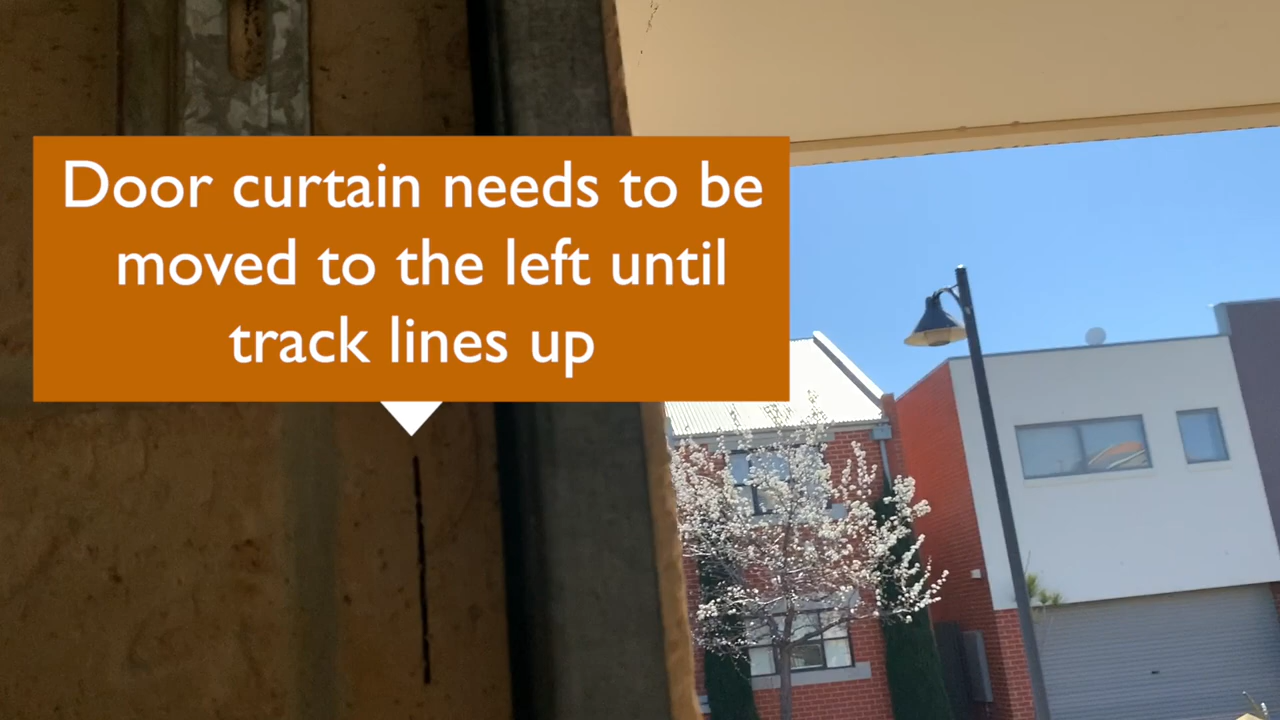 Door curtain needs to be
moved to the left until
track lines up